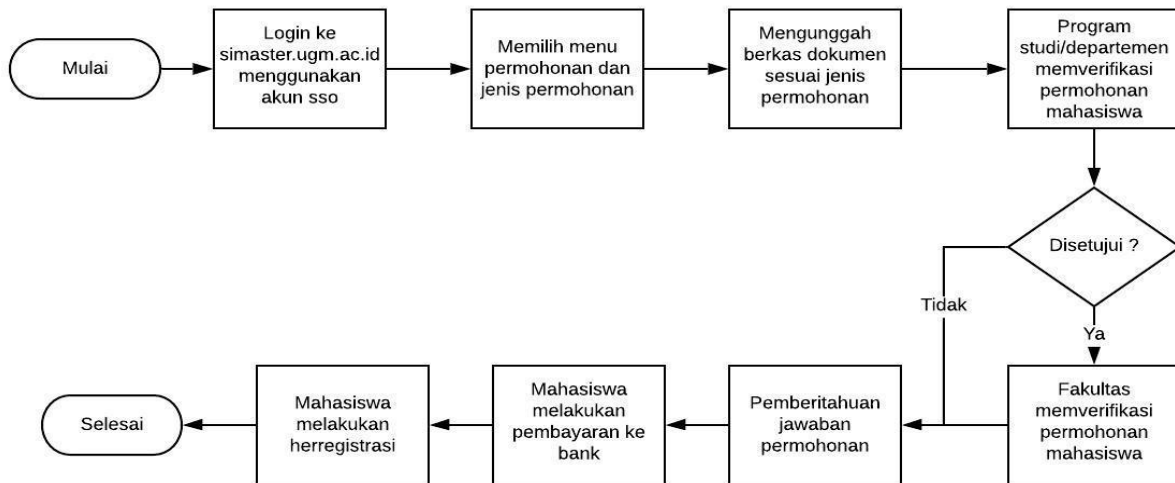 Mulai
Login ke
simaster.ugm.ac.id
menggunakan
akun sso
Memilih menu
permohonan dan
jenis permohonan
Mengunggah
berkas dokumen
sesuai jenis
permohonan
Program
studi/departemen
memverifikasi
permohonan
mahasiswa
Disetujui ?
Tidak
Ya
Fakultas
memverifikasi
permohonan
mahasiswa
Pemberitahuan
jawaban
permohonan
Mahasiswa
melakukan
pembayaran ke
bank
Mahasiswa
melakukan
herregistrasi
Selesai